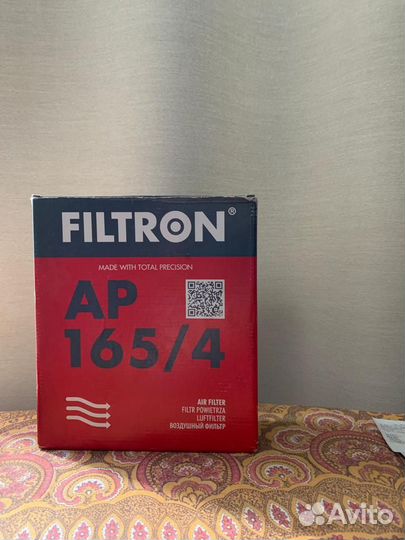 FILTRON®
MADE WITH TOTAL PRECISION
AP
165/4
AIR FILTER
FILTR POWIETRZA
LUFTFILTER
ВОЗДУШНЫЙ ФИЛЬТР
Avito